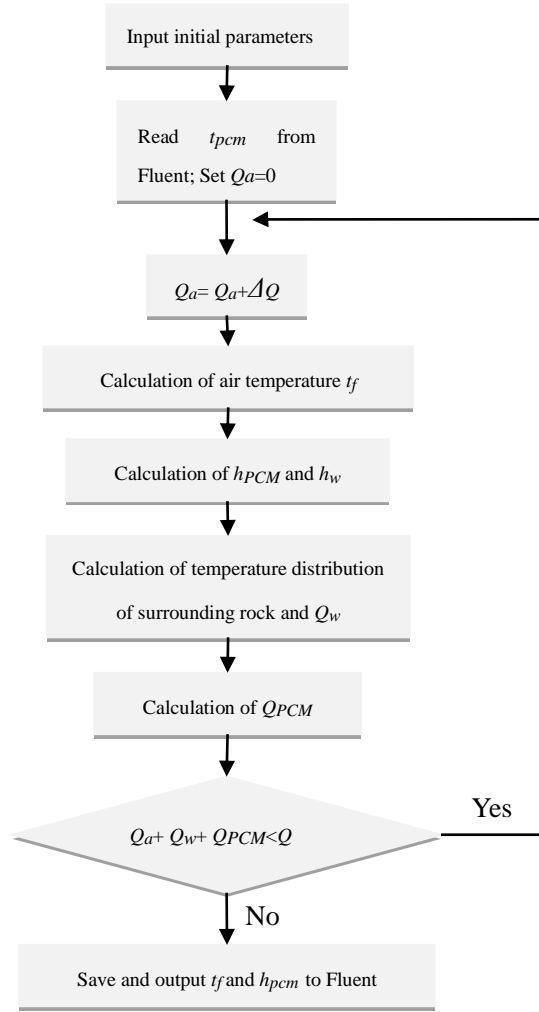 Input initial parameters
Read tpcm from
Fluent; Set Qa=0
Qa= Qa+ΔQ
Calculation of air temperature tf
Calculation of hPCM and hw
Calculation of temperature distribution
of surrounding rock and Qw
Calculation of QPCM
Qa+ Qw+ QPCM<Q
Yes
No
Save and output tf and hpcm to Fluent